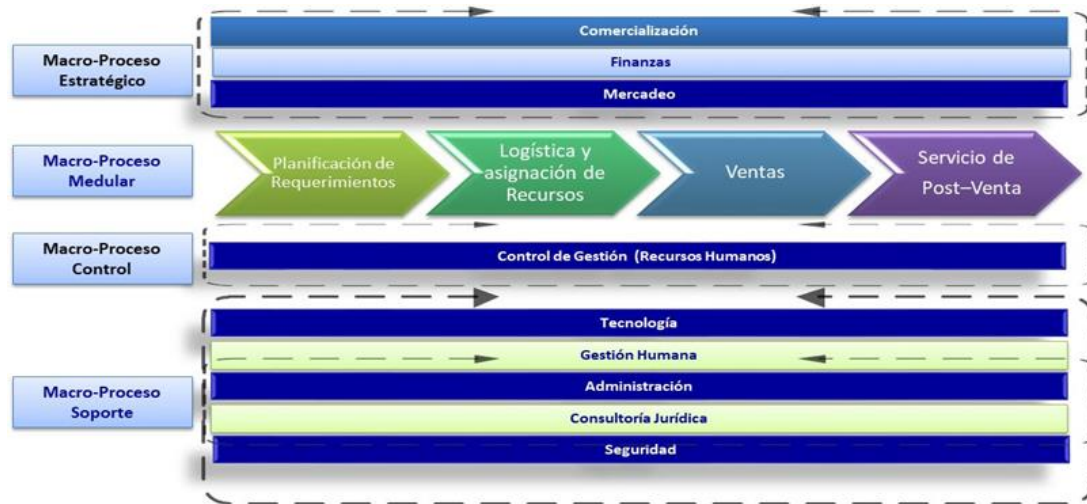 Comercialización
Macro-Proceso
Estratégico
Finanzas
Mercadeo
Macro-Proceso
Medular
Planificación de
Requerimientos
Logística y
asignación de
Recursos
Ventas
Servicio de
Post–Venta
Macro-Proceso
Control
Control de Gestión (Recursos Humanos)
Macro-Proceso
Soporte
Tecnología
Gestión Humana
Administración
Consultoría Jurídica
Seguridad